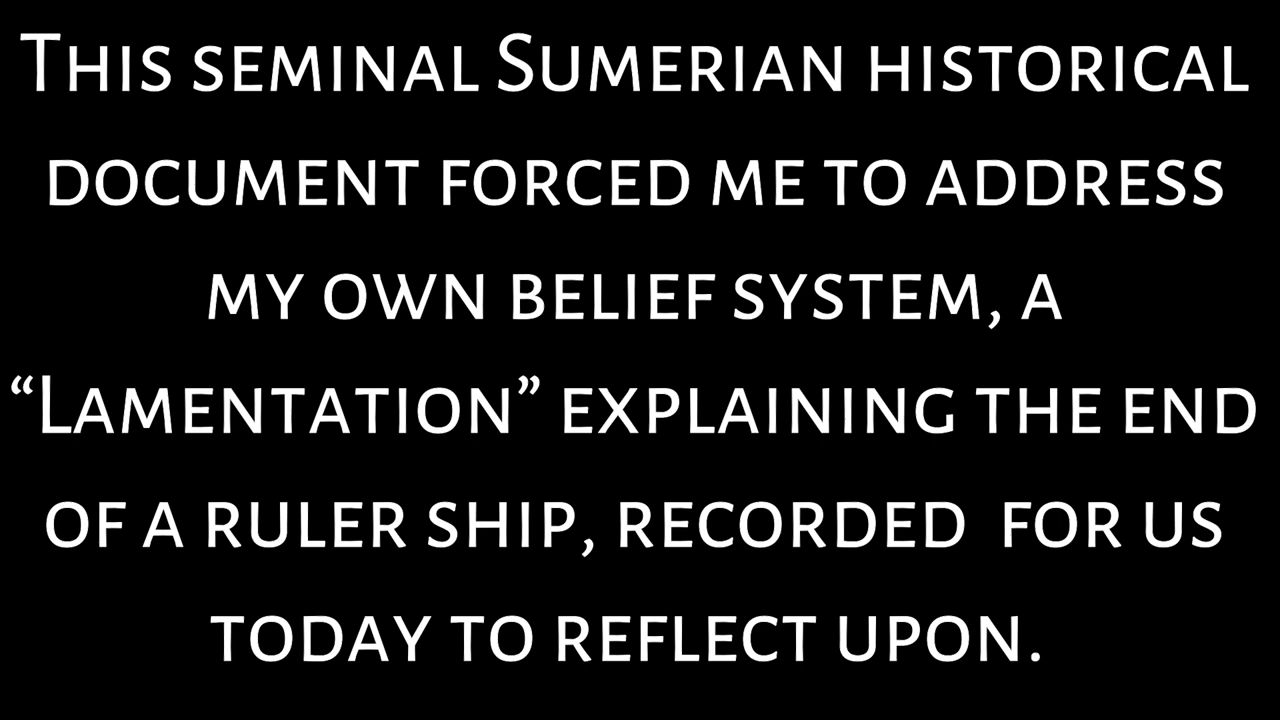 This seminal Sumerian historical
document forced me to address
my own belief system, a
“Lamentation” explaining the end
of a ruler ship, recorded  for us
today to reflect upon.